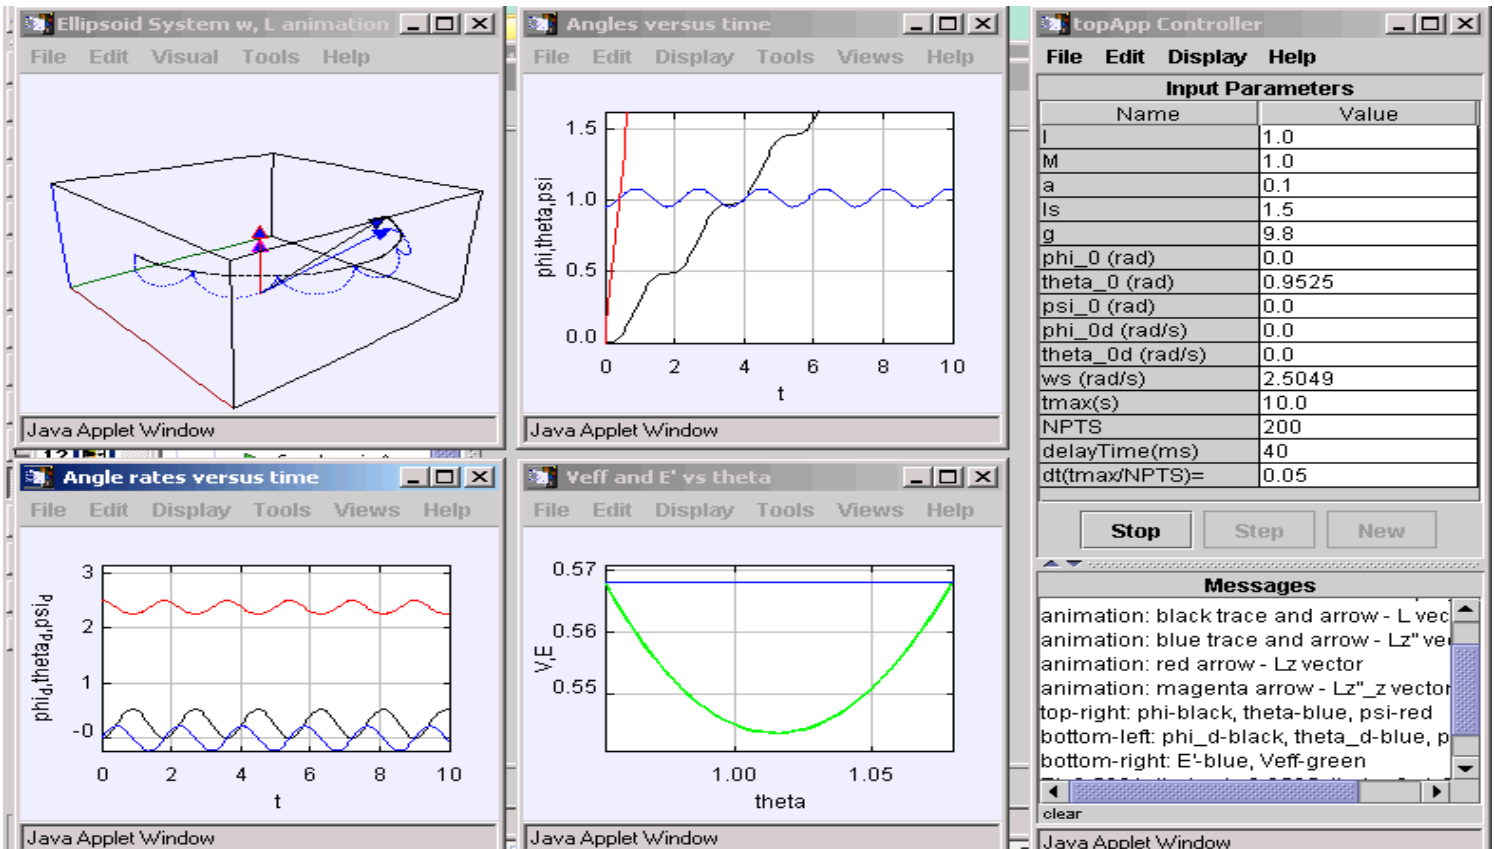 Ellipsoid System w, L animation
File Edit Visual Tools Help
Java Applet Window
Angles versus time
File Edit Display Tools Views Help
phi,theta,psi
1.5
1.0
0.5
0.0
0 2 4 6 8 10
t
Java Applet Window
topApp Controller
File Edit Display Help
Input Parameters
Name Value
I 1.0
M 1.0
a 0.1
Is 1.5
g 9.8
phi_0 (rad) 0.0
theta_0 (rad) 0.9525
psi_0 (rad) 0.0
phi_0d (rad/s) 0.0
theta_0d (rad/s) 0.0
ws (rad/s) 2.5049
tmax(s) 10.0
NPTS 200
delayTime(ms) 40
dt(tmax/NPTS)= 0.05
Stop Step New
Messages
animation: black trace and arrow - L vec
animation: blue trace and arrow - Lz" ve
animation: red arrow - Lz vector
animation: magenta arrow - Lz"_z vector
top-right: phi-black, theta-blue, psi-red
bottom-left: phi_d-black, theta_d-blue, p
bottom-right: E'-blue, Veff-green
clear
Java Applet Window
Angle rates versus time
File Edit Display Tools Views Help
phid,thetad,psid
3
2
1
-0
0 2 4 6 8 10
t
Java Applet Window
Veff and E' vs theta
File Edit Display Tools Views Help
V,E
0.57
0.56
0.55
1.00 1.05
theta
Java Applet Window